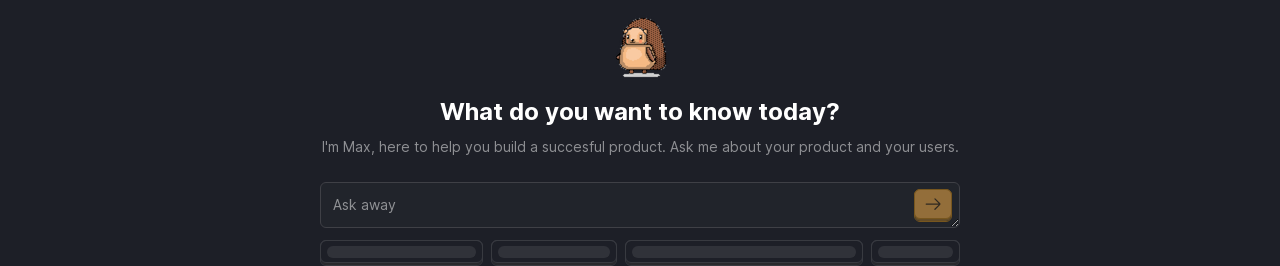 What do you want to know today?
I'm Max, here to help you build a succesful product. Ask me about your product and your users.
Ask away